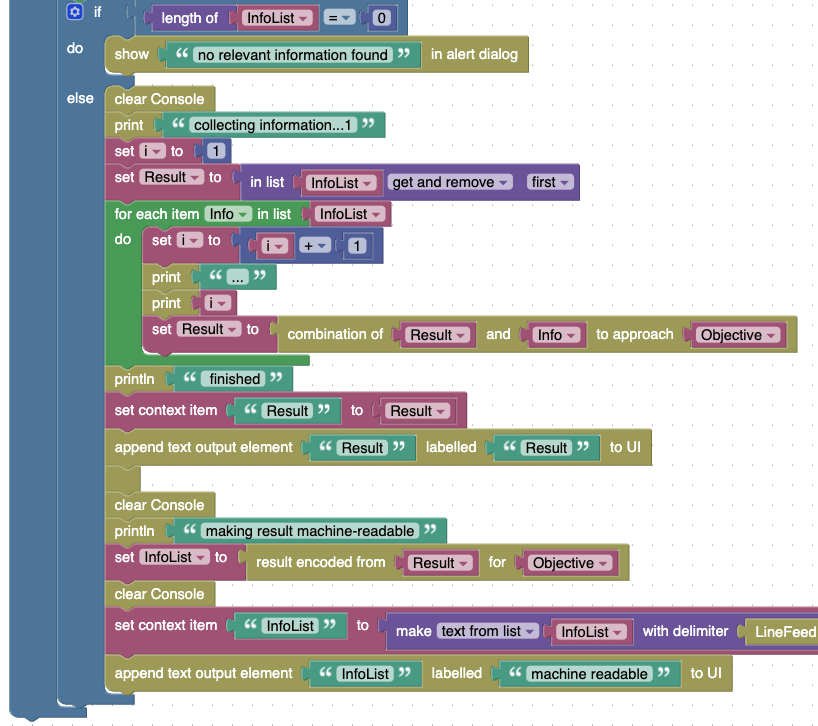 if length of InfoList = 0
do show “ no relevant information found ” in alert dialog
else clear Console
print “ collecting information...1 ”
set i to 1
set Result to in list InfoList get and remove first
for each item Info in list InfoList
do set i to i + 1
print “ ... ”
print i
set Result to combination of Result and Info to approach Objective
println “ finished ”
set context item “ Result ” to Result
append text output element “ Result ” labelled “ Result ” to UI
clear Console
println “ making result machine-readable ”
set InfoList to result encoded from Result for Objective
clear Console
set context item “ InfoList ” to make text from list InfoList with delimiter LineFeed
append text output element “ InfoList ” labelled “ machine readable ” to UI